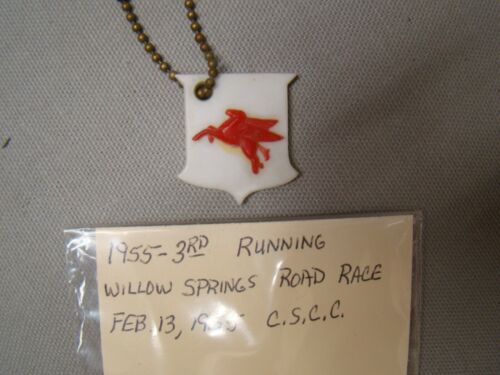 1955-3RD RUNNING
WILLOW SPRINGS ROAD RACE
FEB 13, 1955 C.S.C.C.